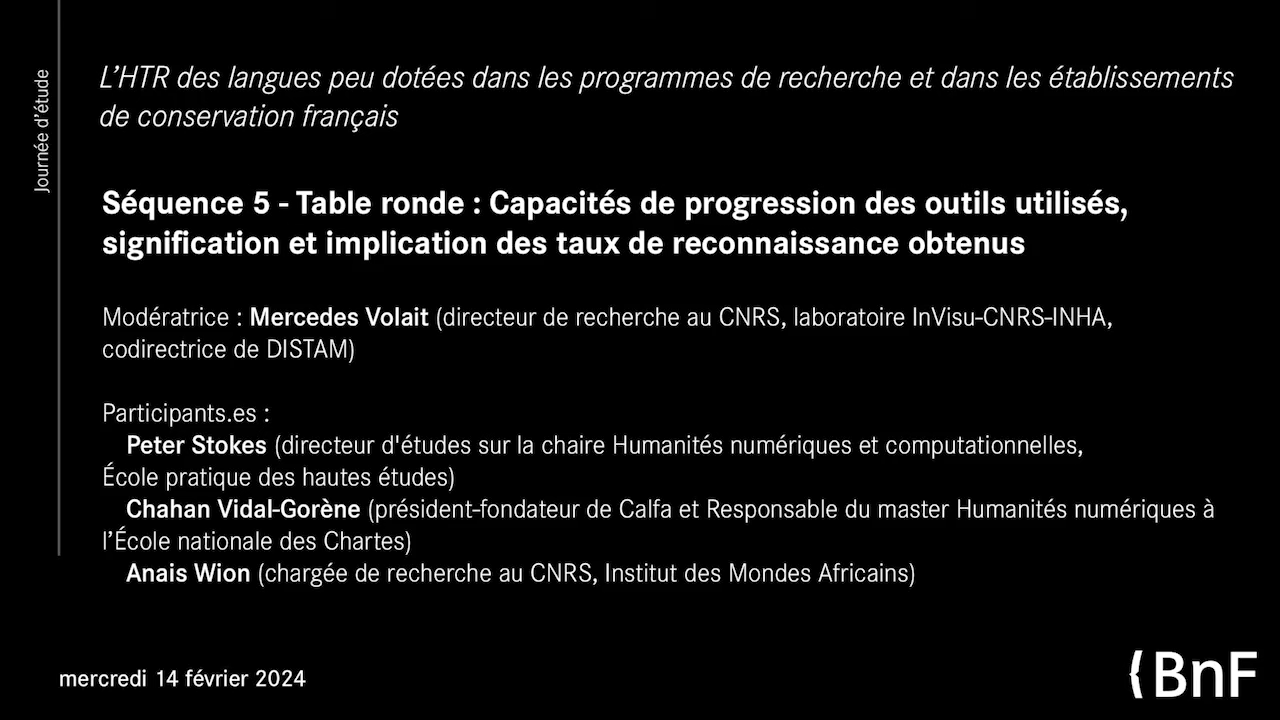 Journée d'étude
L'HTR des langues peu dotées dans les programmes de recherche et dans les établissements
de conservation français
Séquence 5 - Table ronde : Capacités de progression des outils utilisés,
signification et implication des taux de reconnaissance obtenus
Modératrice : Mercedes Volait (directeur de recherche au CNRS, laboratoire InVisu-CNRS-INHA,
codirectrice de DISTAM)
Participants.es :
Peter Stokes (directeur d'études sur la chaire Humanités numériques et computationnelles,
École pratique des hautes études)
Chahan Vidal-Gorène (président-fondateur de Calfa et Responsable du master Humanités numériques à
l'École nationale des Chartes)
Anais Wion (chargée de recherche au CNRS, Institut des Mondes Africains)
mercredi 14 février 2024
{BnF